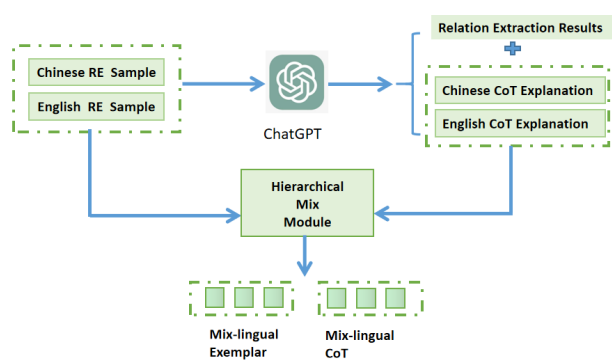 Relation Extraction Results
Chinese RE Sample
English RE Sample
ChatGPT
Chinese CoT Explanation
English CoT Explanation
Hierarchical
Mix
Module
Mix-lingual
Exemplar
Mix-lingual
CoT